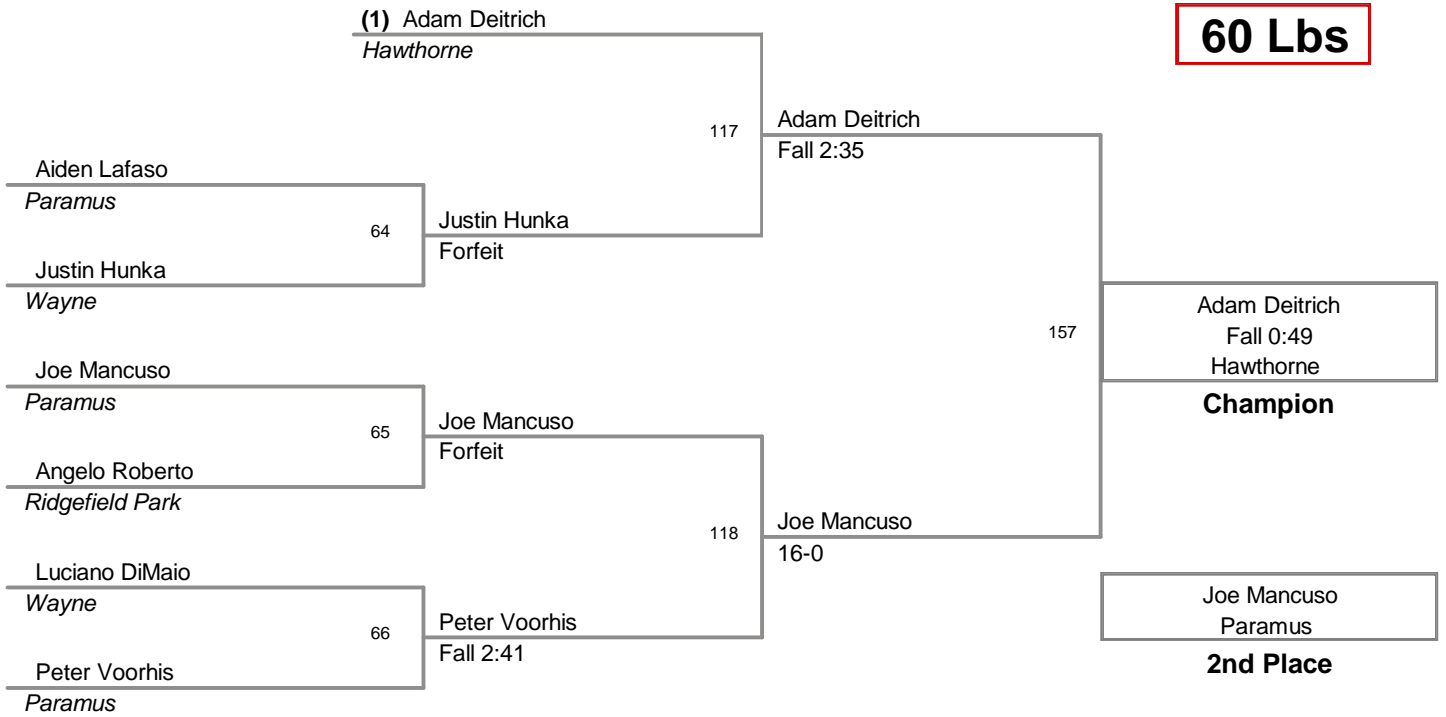 (1) Adam Deitrich
Hawthorne
60 Lbs
117
Adam Deitrich
Fall 2:35
Aiden Lafaso
Paramus
64
Justin Hunka
Forfeit
Justin Hunka
Wayne
157
Adam Deitrich
Fall 0:49
Hawthorne
Champion
Joe Mancuso
Paramus
65
Joe Mancuso
Forfeit
Angelo Roberto
Ridgefield Park
118
Joe Mancuso
16-0
Luciano DiMaio
Wayne
66
Peter Voorhis
Fall 2:41
Peter Voorhis
Paramus
Joe Mancuso
Paramus
2nd Place